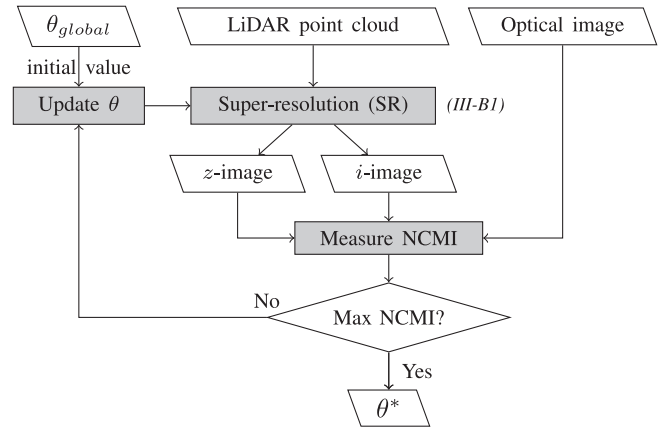 θglobal
LiDAR point cloud
Optical image
initial value
Update θ
Super-resolution (SR)
(III-B1)
z-image
i-image
Measure NCMI
No
Max NCMI?
Yes
θ*